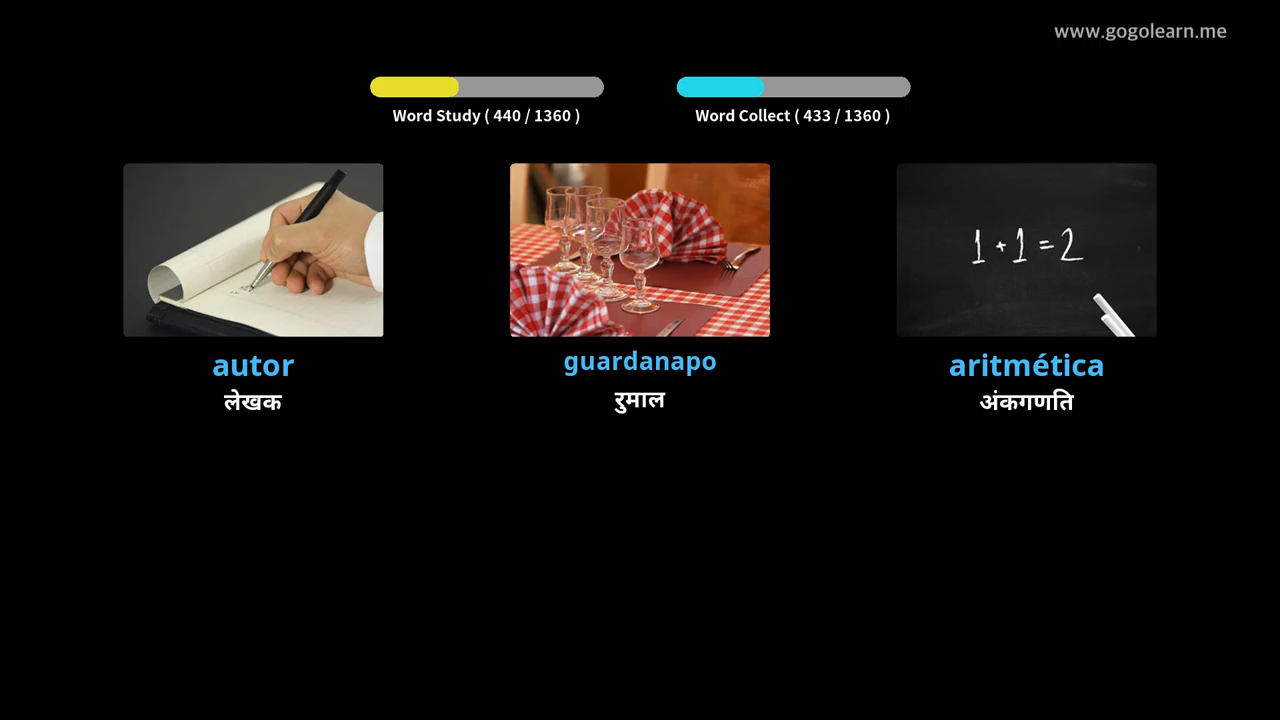 www.gogolearn.me
Word Study ( 440 / 1360 )
Word Collect ( 433 / 1360 )
1 + 1 = 2
autor
guardanapo
aritmética
लेखक
रुमाल
अंकगणति